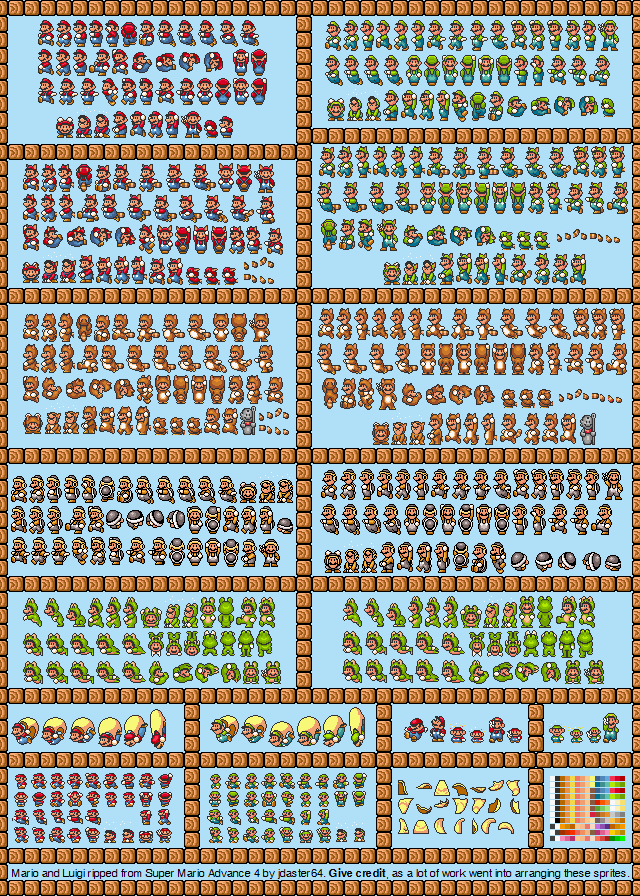 Mario and Luigi ripped from Super Mario Advance 4 by jdaster64. Give credit, as a lot of work went into arranging these sprites.